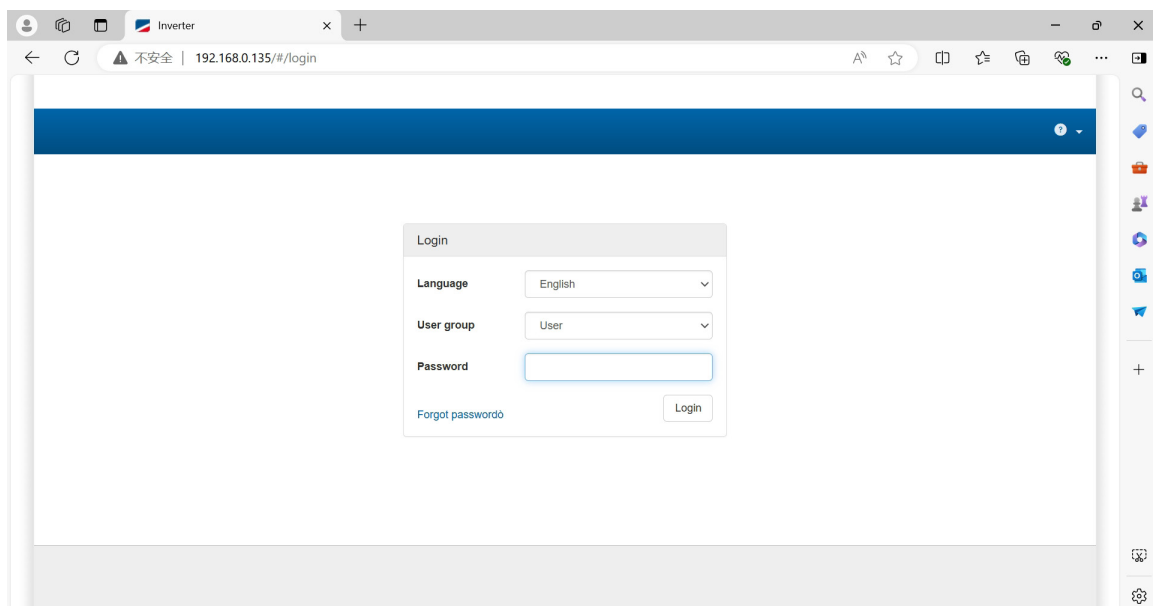 Inverter
不安全 | 192.168.0.135/#/login
Login
Language English
User group User
Password
Forgot passwordò Login